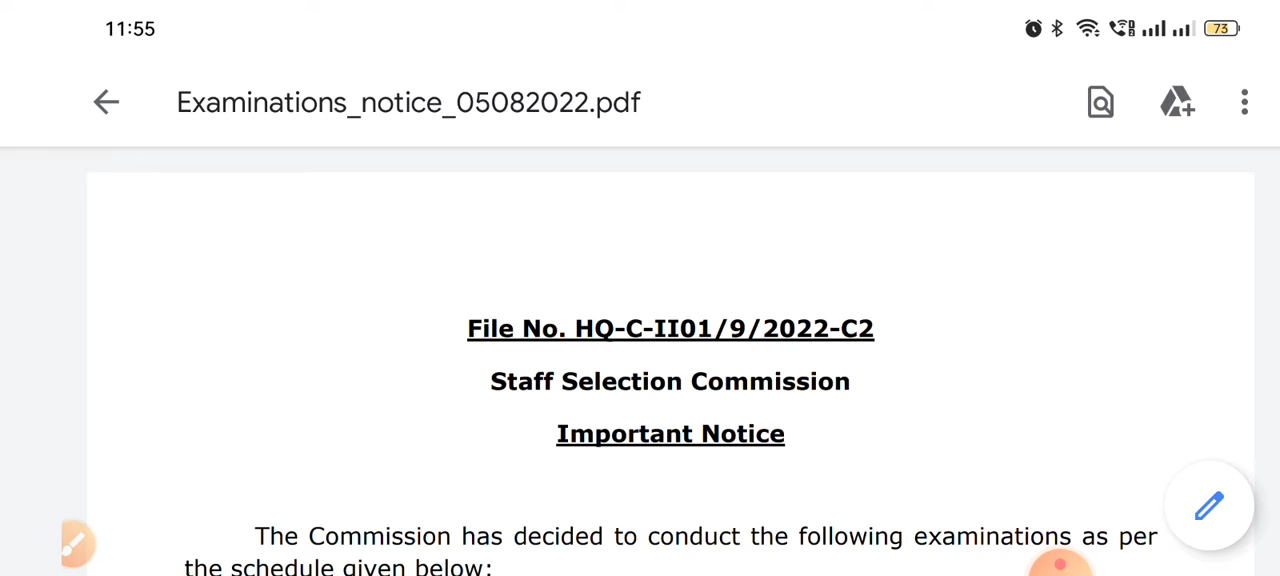 11:55
73
Examinations_notice_05082022.pdf
File No. HQ-C-II01/9/2022-C2
Staff Selection Commission
Important Notice
The Commission has decided to conduct the following examinations as per
the schedule given below: